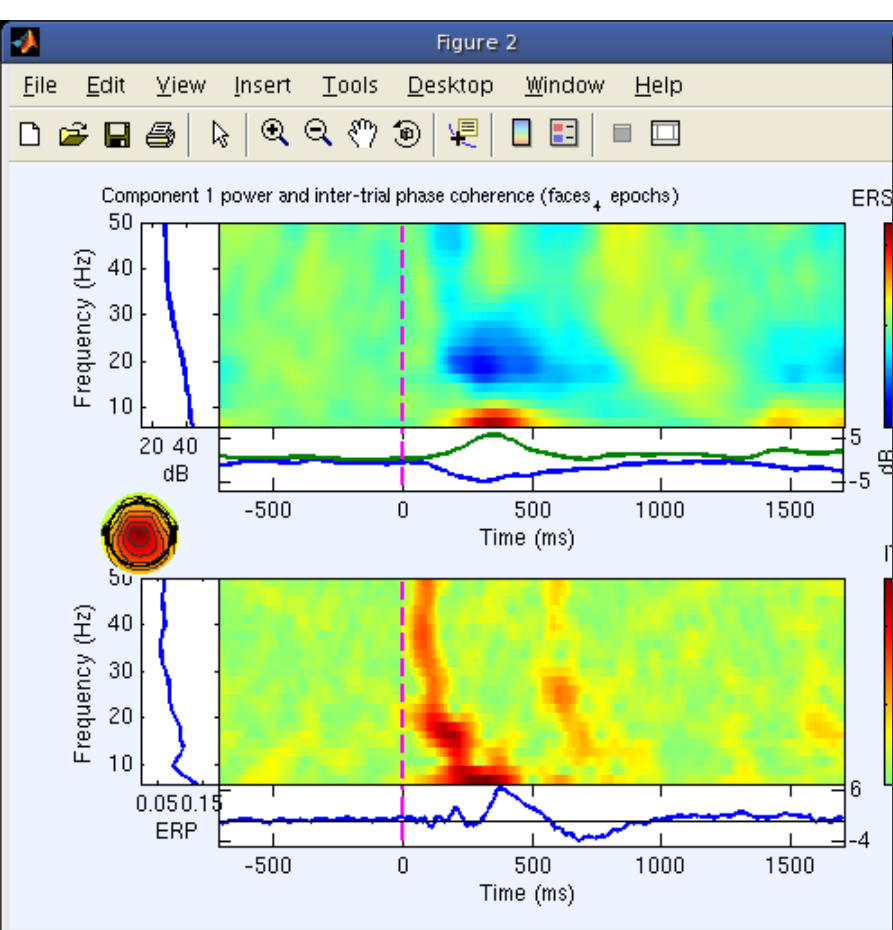 Figure 2
File Edit View Insert Tools Desktop Window Help
Component 1 power and inter-trial phase coherence (faces₄ epochs)
ERS
50
40
30
20
10
Frequency (Hz)
20 40
dB
5
-5
dB
-500 0 500 1000 1500
Time (ms)
50
40
30
20
10
Frequency (Hz)
0.05 0.15
ERP
6
-4
-500 0 500 1000 1500
Time (ms)